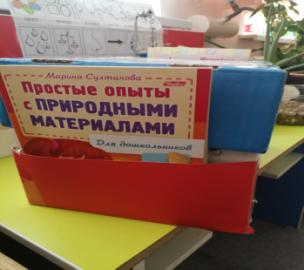 Марина Султанова
Простые опыты
с ПРИРОДНЫМИ
МАТЕРИАЛАМИ
Для дошкольников